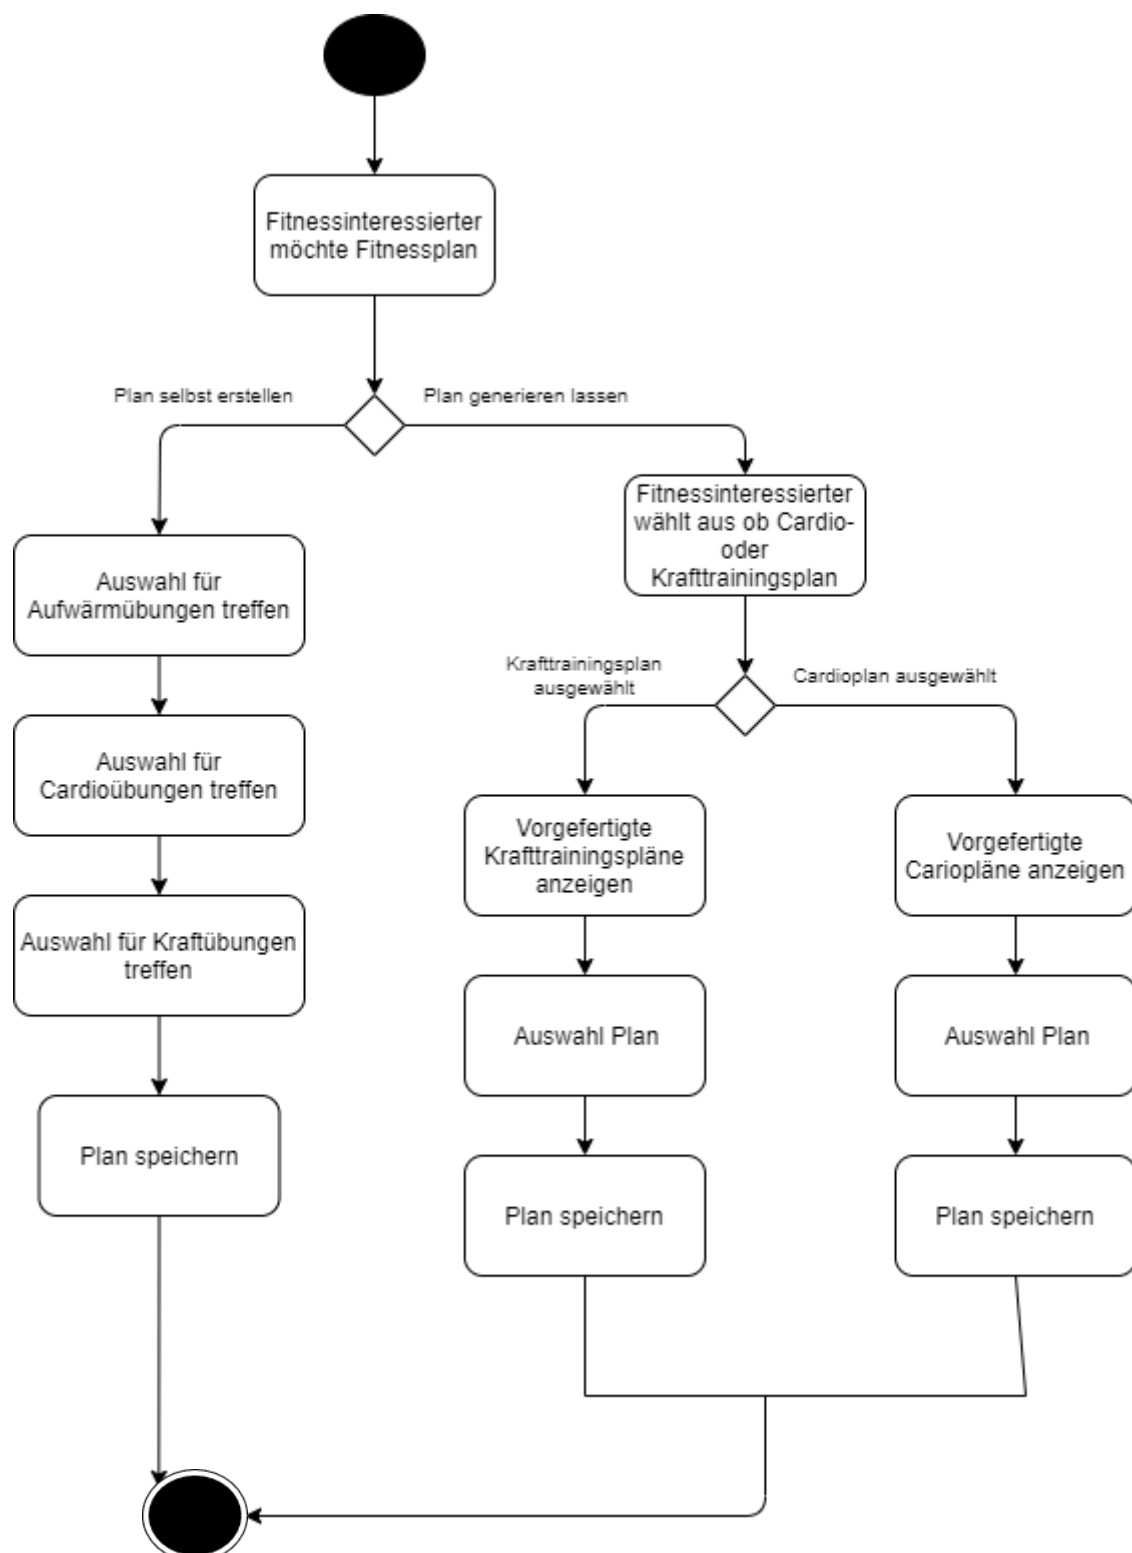 Fitnessinteressierter
möchte Fitnessplan
Plan selbst erstellen
Plan generieren lassen
Fitnessinteressierter
wählt aus ob Cardio-
oder
Krafttrainingsplan
Auswahl für
Aufwärmübungen treffen
Krafttrainingsplan
ausgewählt
Cardioplan ausgewählt
Auswahl für
Cardioübungen treffen
Vorgefertigte
Krafttrainingspläne
anzeigen
Vorgefertigte
Cariopläne anzeigen
Auswahl für Kraftübungen
treffen
Auswahl Plan
Auswahl Plan
Plan speichern
Plan speichern
Plan speichern